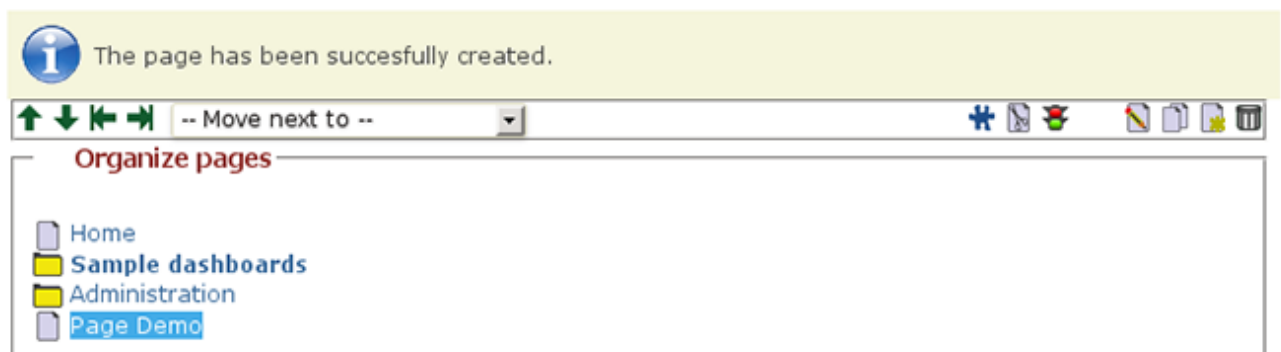 The page has been succesfully created.
-- Move next to --
Organize pages
Home
Sample dashboards
Administration
Page Demo